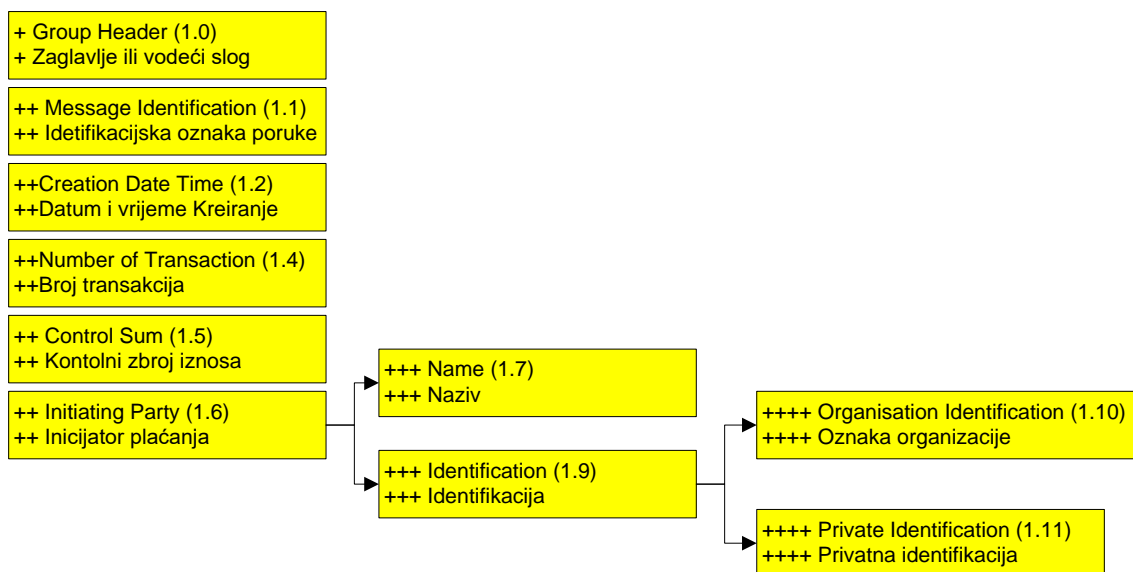 + Group Header (1.0)
+ Zaglavlje ili vodeći slog
++ Message Identification (1.1)
++ Idetifikacijska oznaka poruke
++Creation Date Time (1.2)
++Datum i vrijeme Kreiranje
++Number of Transaction (1.4)
++Broj transakcija
++ Control Sum (1.5)
++ Kontolni zbroj iznosa
++ Initiating Party (1.6)
++ Inicijator plaćanja
+++ Name (1.7)
+++ Naziv
+++ Identification (1.9)
+++ Identifikacija
++++ Organisation Identification (1.10)
++++ Oznaka organizacije
++++ Private Identification (1.11)
++++ Privatna identifikacija